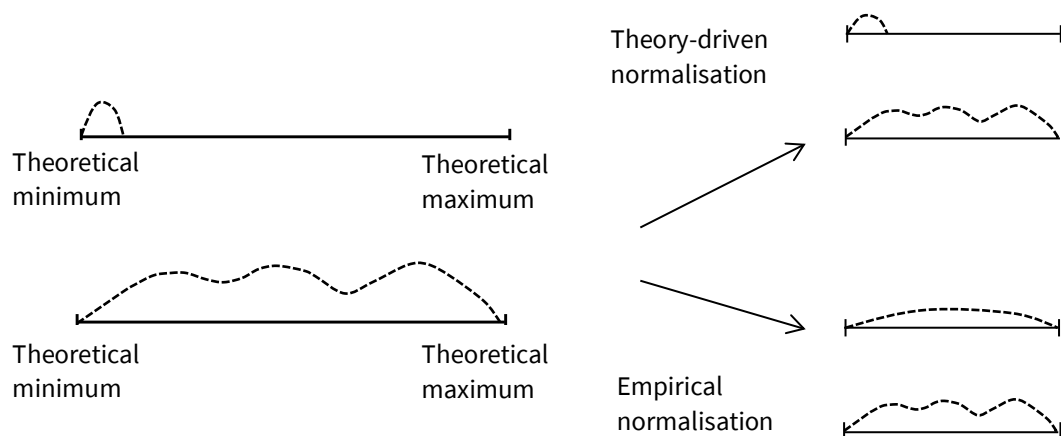 Theory-driven
normalisation
Theoretical
minimum
Theoretical
maximum
Theoretical
minimum
Theoretical
maximum
Empirical
normalisation